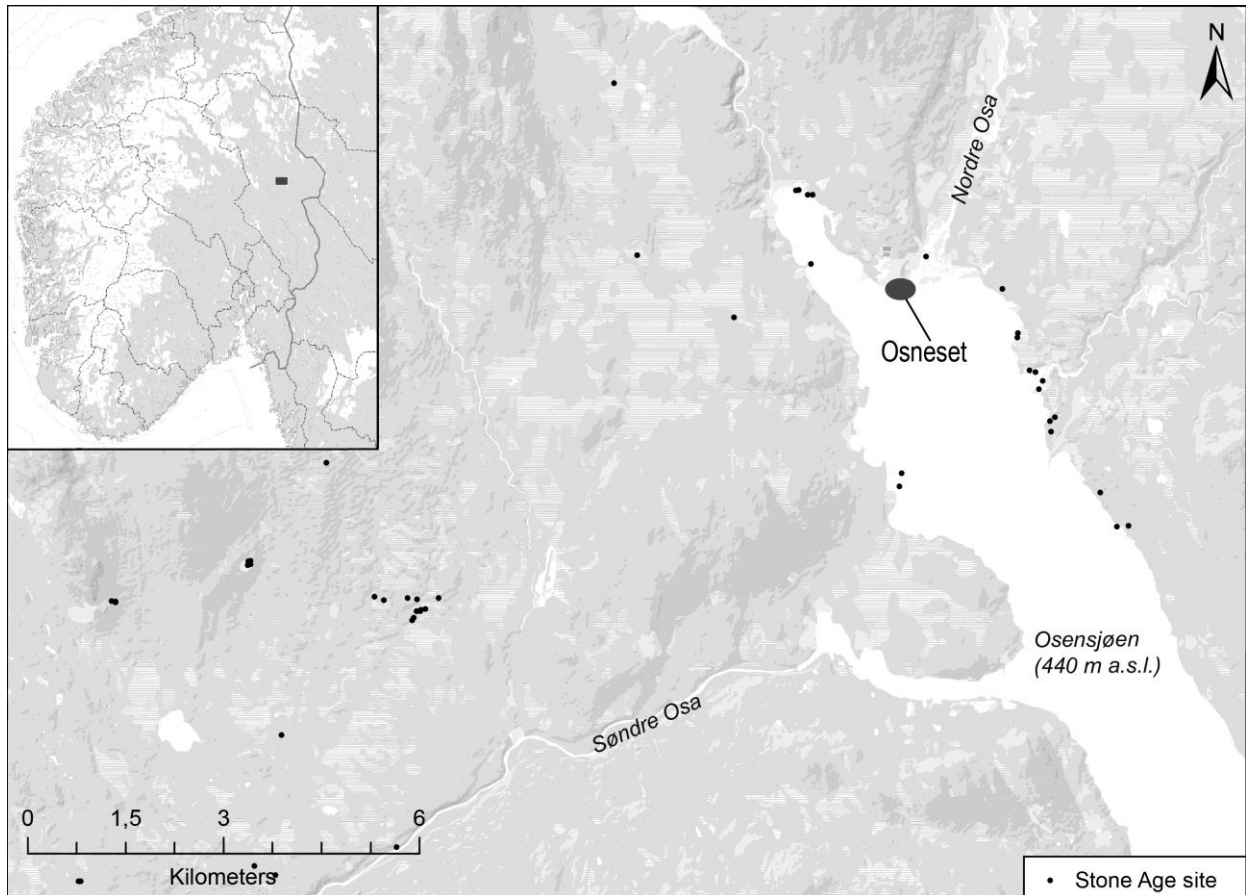 N
Nordre Osa
Osneset
Osensjøen
(440 m a.s.l.)
Søndre Osa
0 1,5 3 6
Kilometers
Stone Age site